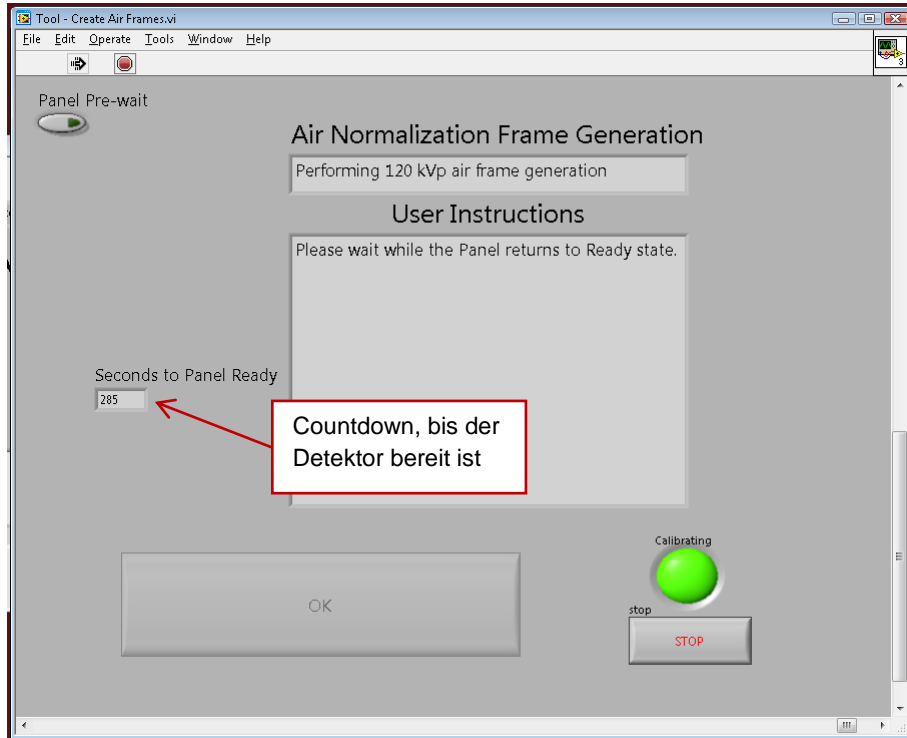 Tool - Create Air Frames.vi
File Edit Operate Tools Window Help
3
Panel Pre-wait
Air Normalization Frame Generation
Performing 120 kVp air frame generation
User Instructions
Please wait while the Panel returns to Ready state.
Seconds to Panel Ready
285
Countdown, bis der
Detektor bereit ist
Calibrating
OK
stop
STOP